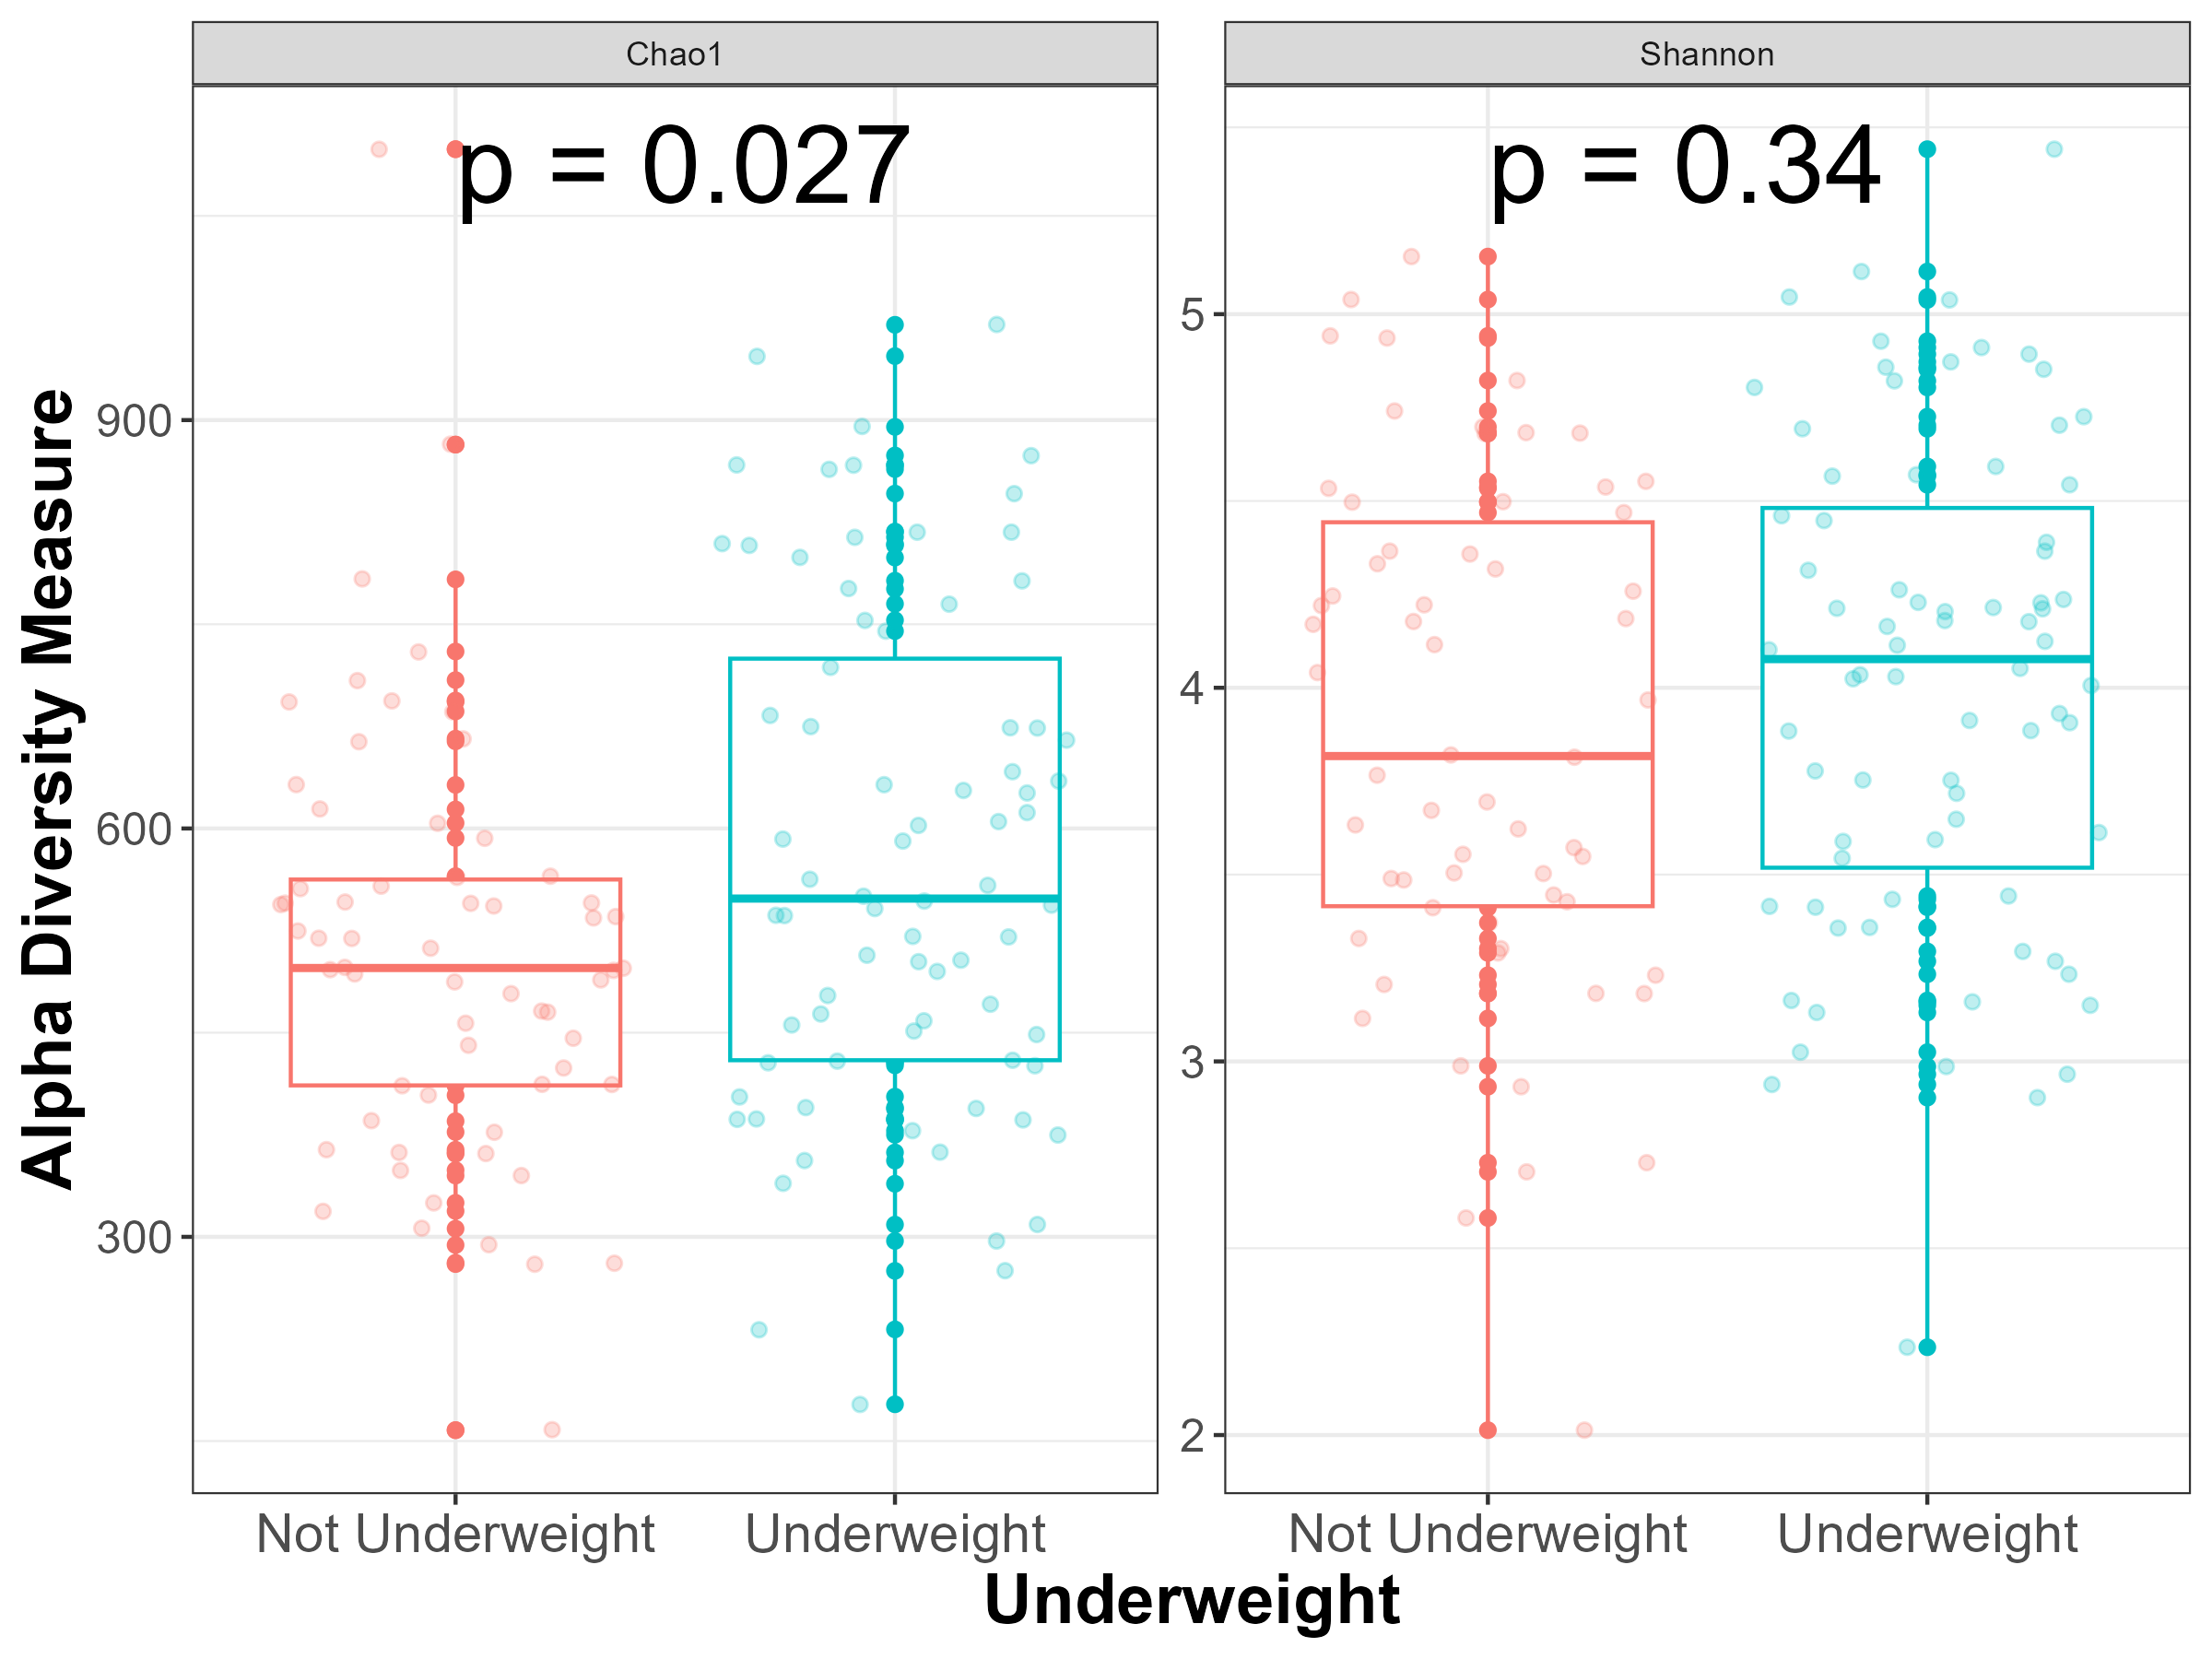 Chao1
Shannon
p = 0.027
p = 0.34
Alpha Diversity Measure
900
600
300
5
4
3
2
Not Underweight
Underweight
Not Underweight
Underweight
Underweight